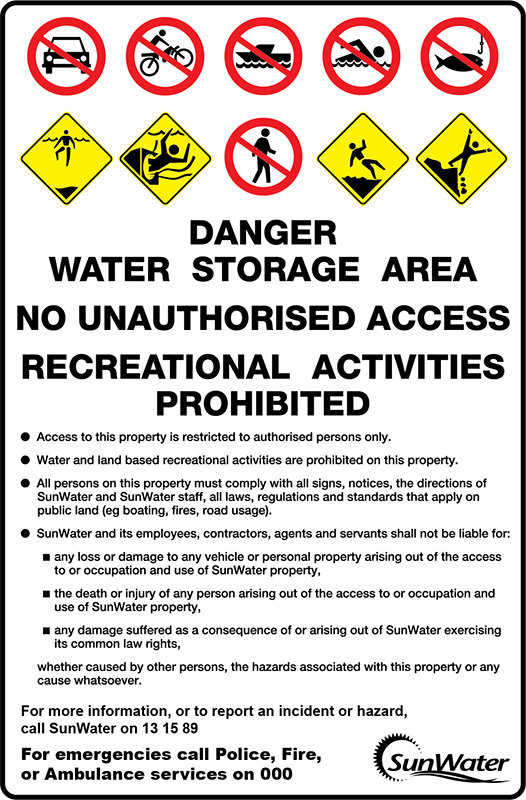 DANGER
WATER STORAGE AREA
NO UNAUTHORISED ACCESS
RECREATIONAL ACTIVITIES
PROHIBITED
● Access to this property is restricted to authorised persons only.
● Water and land based recreational activities are prohibited on this property.
● All persons on this property must comply with all signs, notices, the directions of
SunWater and SunWater staff, all laws, regulations and standards that apply on
public land (eg boating, fires, road usage).
● SunWater and its employees, contractors, agents and servants shall not be liable for:
■ any loss or damage to any vehicle or personal property arising out of the access
to or occupation and use of SunWater property,
■ the death or injury of any person arising out of the access to or occupation and
use of SunWater property,
■ any damage suffered as a consequence of or arising out of SunWater exercising
its common law rights,
whether caused by other persons, the hazards associated with this property or any
cause whatsoever.
For more information, or to report an incident or hazard,
call SunWater on 13 15 89
For emergencies call Police, Fire,
or Ambulance services on 000
SunWater